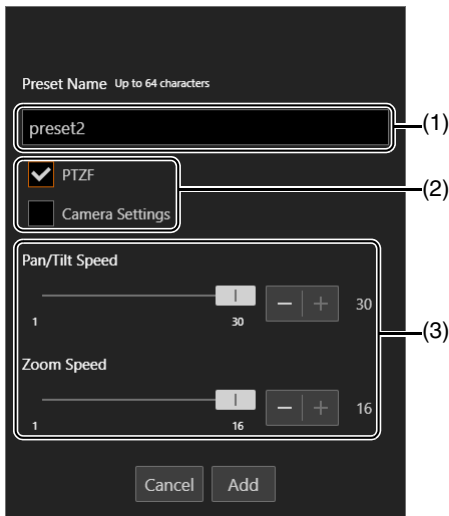 Preset Name Up to 64 characters
preset2
(1)
PTZF
(2)
Camera Settings
Pan/Tilt Speed
1 30 − + 30
(3)
Zoom Speed
1 16 − + 16
Cancel Add